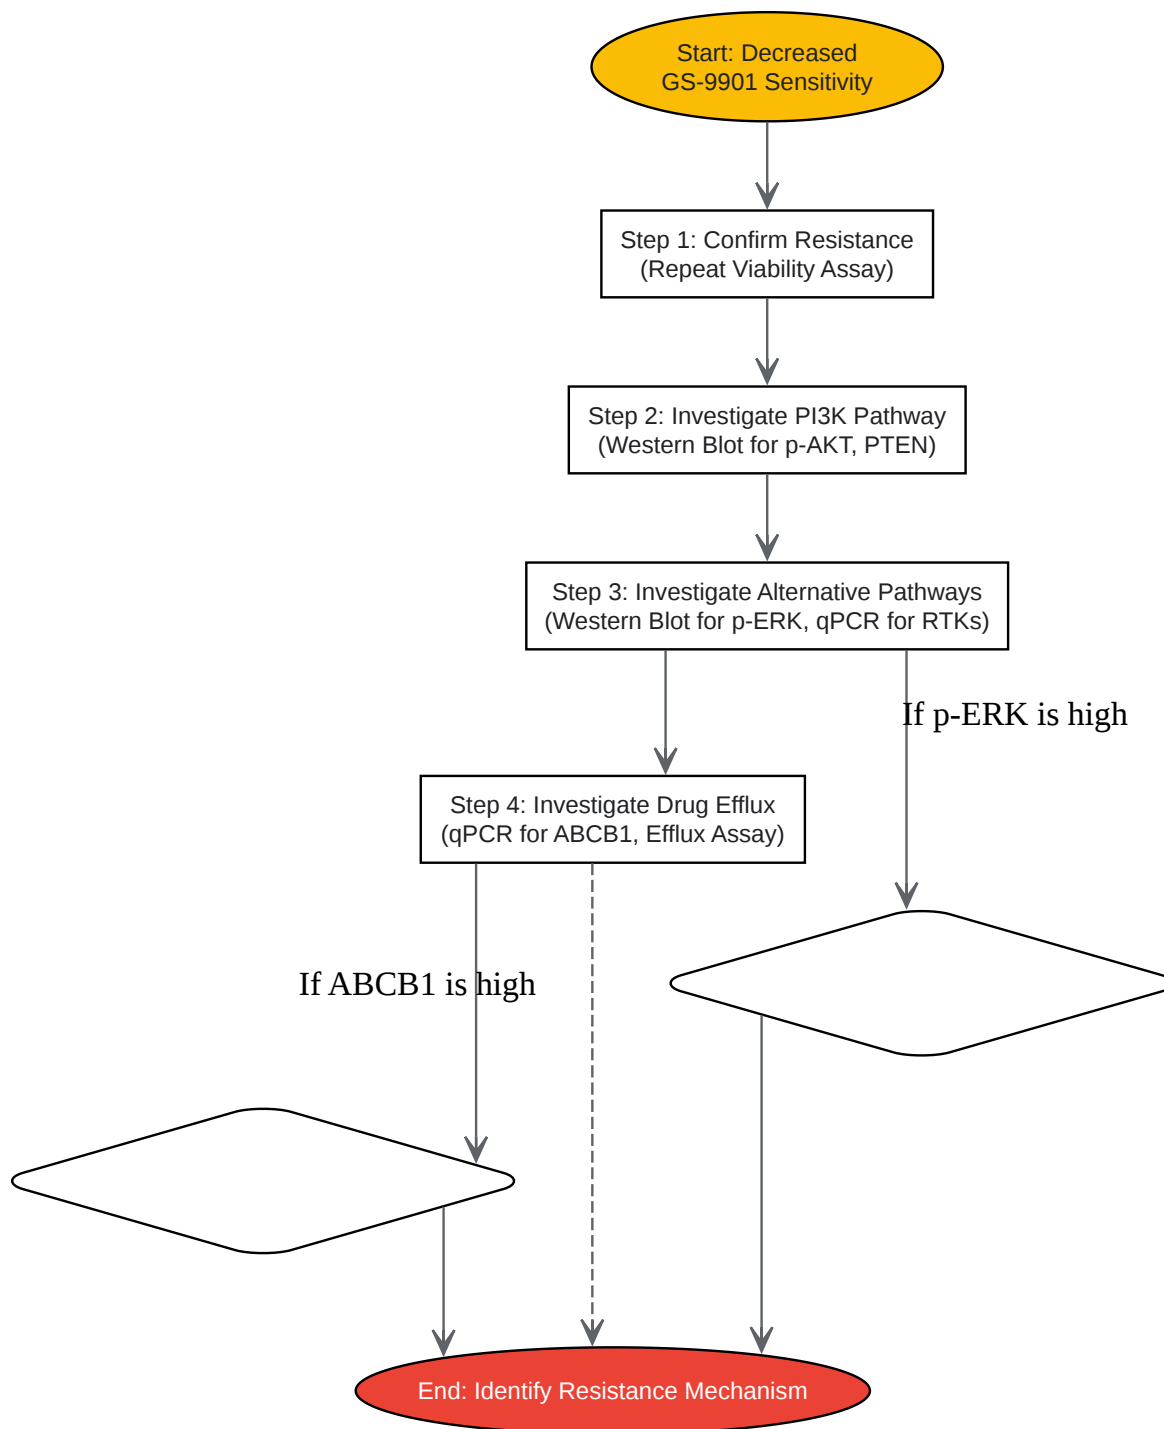 Start: Decreased
GS-9901 Sensitivity
Step 1: Confirm Resistance
(Repeat Viability Assay)
Step 2: Investigate PI3K Pathway
(Western Blot for p-AKT, PTEN)
Step 3: Investigate Alternative Pathways
(Western Blot for p-ERK, qPCR for RTKs)
If p-ERK is high
Step 4: Investigate Drug Efflux
(qPCR for ABCB1, Efflux Assay)
If ABCB1 is high
End: Identify Resistance Mechanism